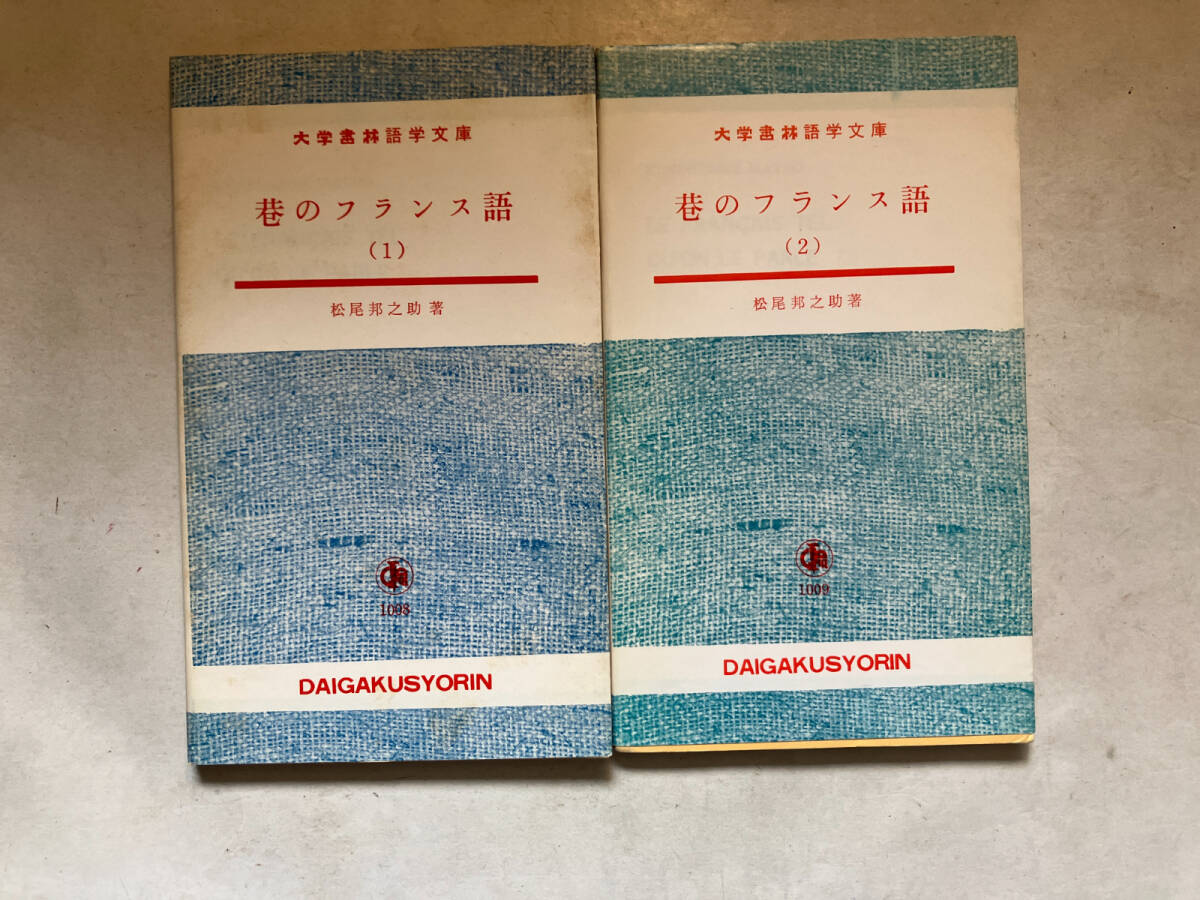 大学書林語学文庫
巷のフランス語
(1)
松尾邦之助著
1098
DAIGAKUSYORIN
大学書林語学文庫
巷のフランス語
(2)
松尾邦之助著
1009
DAIGAKUSYORIN